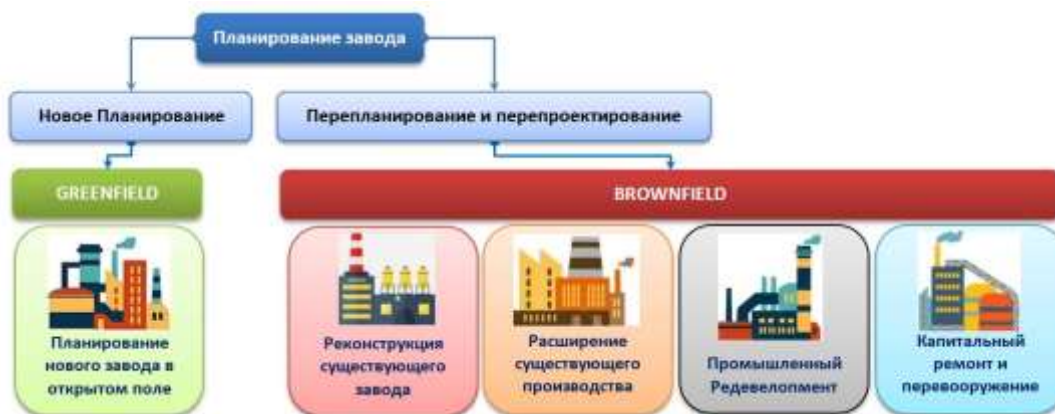 Планирование завода
Новое Планирование
Перепланирование и перепроектирование
GREENFIELD
BROWNFIELD
Планирование
нового завода в
открытом поле
Реконструкция
существующего
завода
Расширение
существующего
производства
Промышленный
Редевелопмент
Капитальный
ремонт и
перевооружение